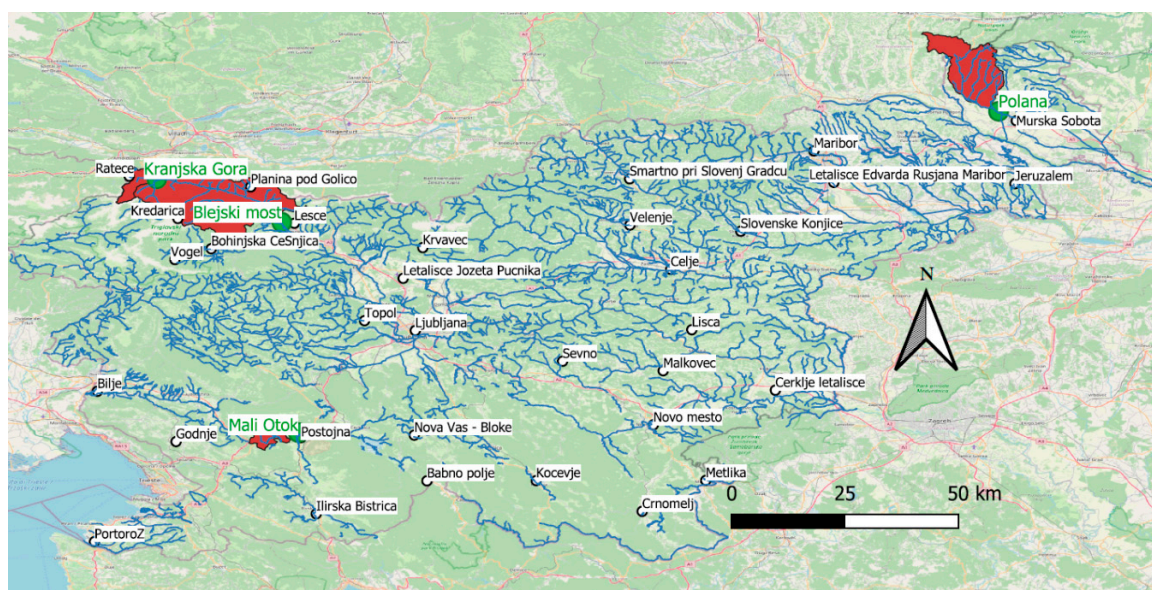 Polana
Murska Sobota
Maribor
Ratece
Kranjska Gora
Planina pod Golico
Smartno pri Slovenj Gradcu
Letalisce Edvarda Rusjana Maribor
Jeruzalem
Kredarica
Blejski most
Lesce
Velenje
Slovenske Konjice
Bohinjska CeSnjica
Krvavec
Vogel
Celje
Letalisce Jozeta Pucnika
N
Topol
Ljubljana
Lisca
Sevno
Malkovec
Bilje
Cerklje letalisce
Mali Otok
Postojna
Novo mesto
Godnje
Nova Vas - Bloke
Babno polje
Kocevje
Metlika
0 25 50 km
Ilirska Bistrica
Crnomelj
PortoroZ